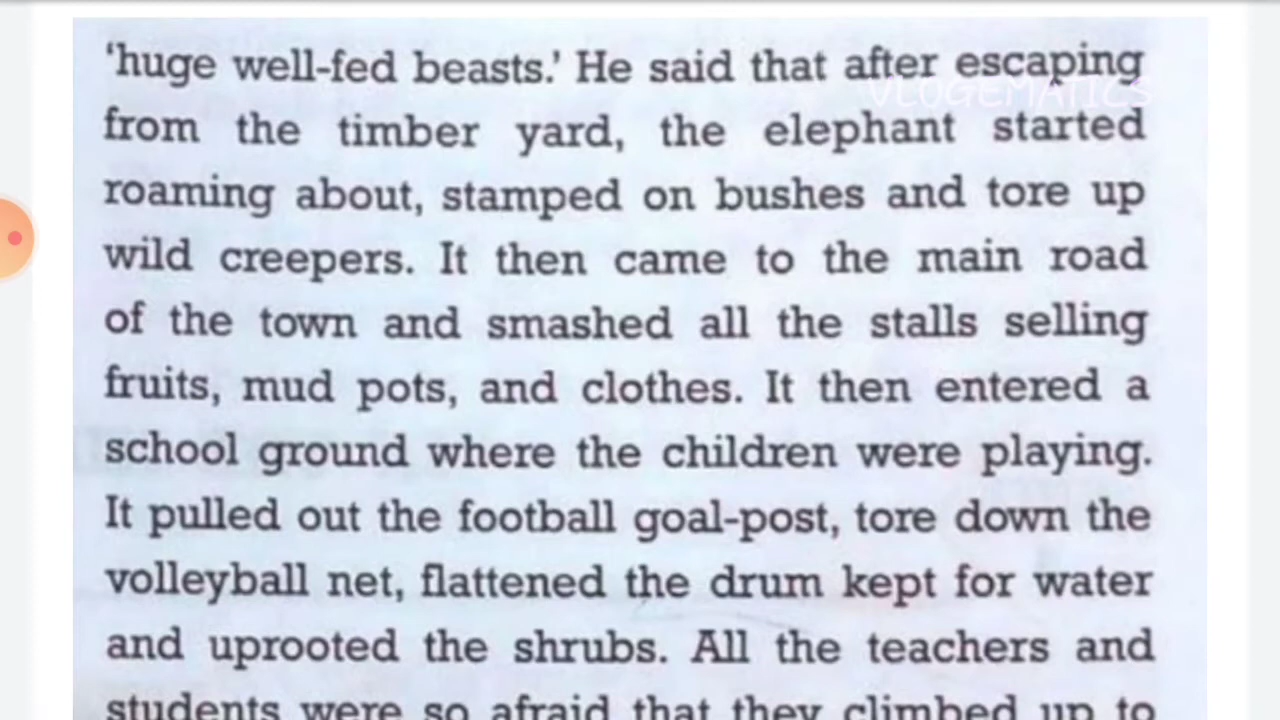 ‘huge well-fed beasts.’ He said that after escaping
VLOGEMATICS
from the timber yard, the elephant started
roaming about, stamped on bushes and tore up
wild creepers. It then came to the main road
of the town and smashed all the stalls selling
fruits, mud pots, and clothes. It then entered a
school ground where the children were playing.
It pulled out the football goal-post, tore down the
volleyball net, flattened the drum kept for water
and uprooted the shrubs. All the teachers and
students were so afraid that they climbed up to